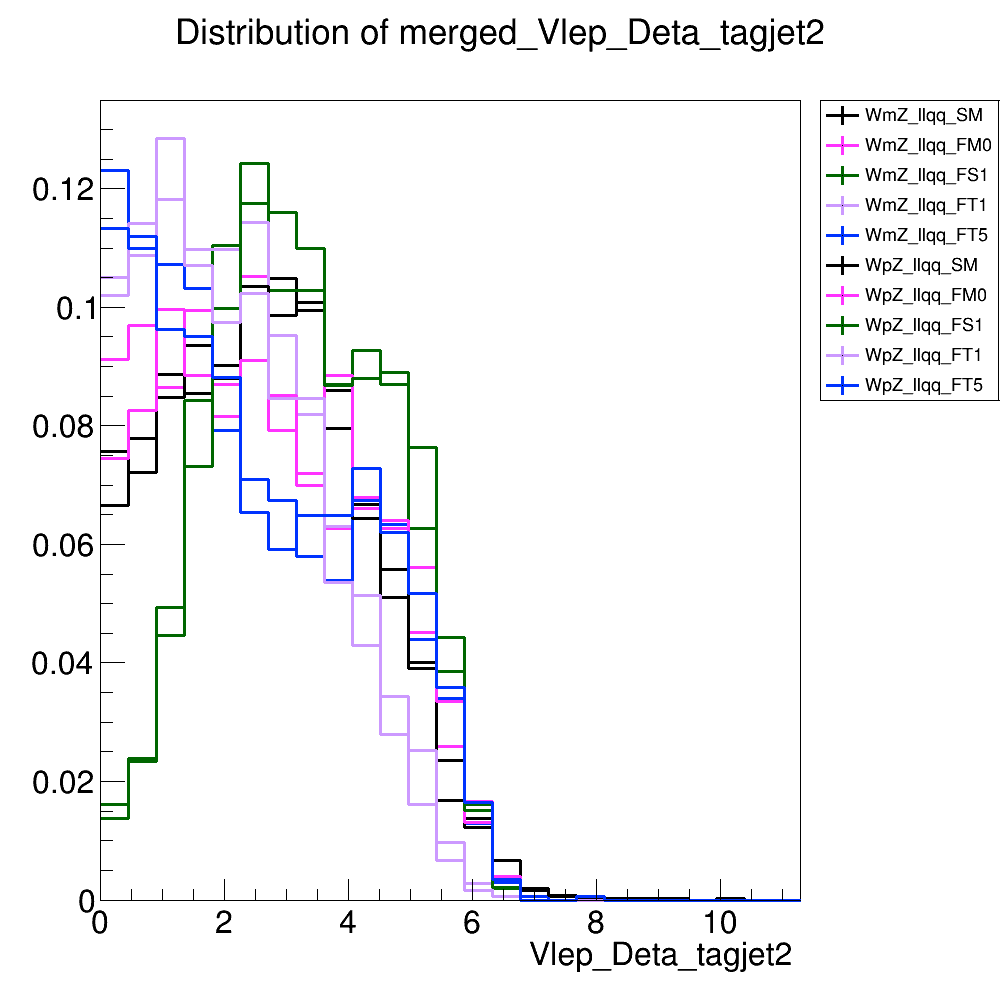 Distribution of merged_Vlep_Deta_tagjet2
WmZ_llqq_SM
WmZ_llqq_FM0
WmZ_llqq_FS1
WmZ_llqq_FT1
WmZ_llqq_FT5
WpZ_llqq_SM
WpZ_llqq_FM0
WpZ_llqq_FS1
WpZ_llqq_FT1
WpZ_llqq_FT5
0.12
0.1
0.08
0.06
0.04
0.02
0
0 2 4 6 8 10
Vlep_Deta_tagjet2